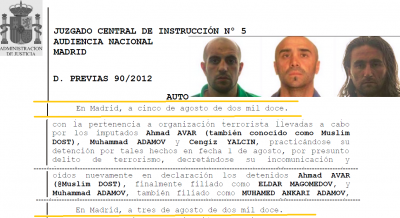 ADMINISTRACION
DE JUSTICIA
JUZGADO CENTRAL DE INSTRUCCIÓN Nº 5
AUDIENCIA NACIONAL
MADRID
D. PREVIAS 90/2012
AUTO
En Madrid, a cinco de agosto de dos mil doce.
con la pertenencia a organización terrorista llevadas a cabo
por los imputados Ahmad AVAR (también conocido como Muslim
DOST), Muhammad ADAMOV y Cengiz YALCIN, practicándose su
detención por tales hechos en fecha 1 de agosto, por presunto
delito de terrorismo, decretándose su incomunicación y
oídos nuevamente en declaración los detenidos Ahmad AVAR
(@Muslim DOST), finalmente filiado como ELDAR MAGOMEDOV, y
Muhammad ADAMOV, también filiado como MUHAMED ANKARI ADAMOV,
En Madrid, a tres de agosto de dos mil doce.